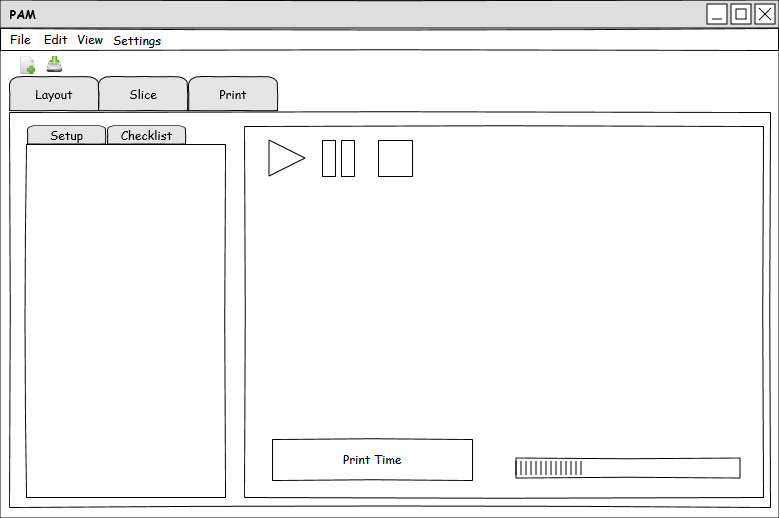 PAM
File Edit View Settings
Layout Slice Print
Setup Checklist
Print Time